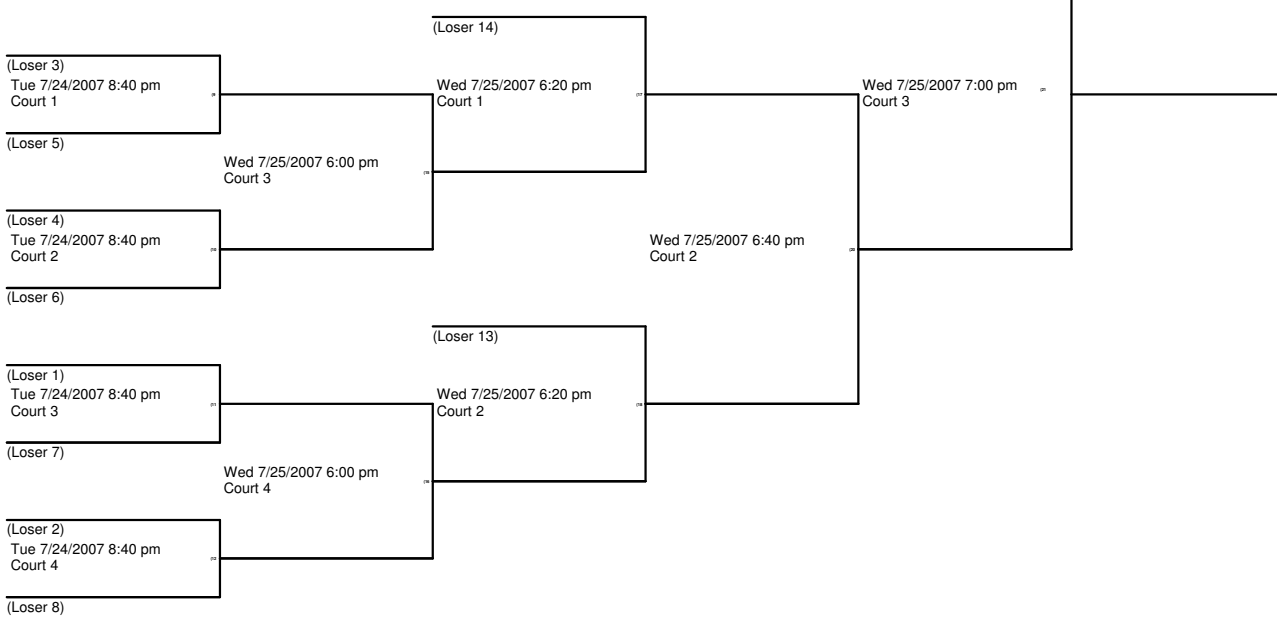 (Loser 14)
(Loser 3)
Tue 7/24/2007 8:40 pm
Court 1
(Loser 5)
Wed 7/25/2007 6:20 pm
Court 1
Wed 7/25/2007 7:00 pm
Court 3
Wed 7/25/2007 6:00 pm
Court 3
(Loser 4)
Tue 7/24/2007 8:40 pm
Court 2
(Loser 6)
Wed 7/25/2007 6:40 pm
Court 2
(Loser 13)
(Loser 1)
Tue 7/24/2007 8:40 pm
Court 3
(Loser 7)
Wed 7/25/2007 6:20 pm
Court 2
Wed 7/25/2007 6:00 pm
Court 4
(Loser 2)
Tue 7/24/2007 8:40 pm
Court 4
(Loser 8)